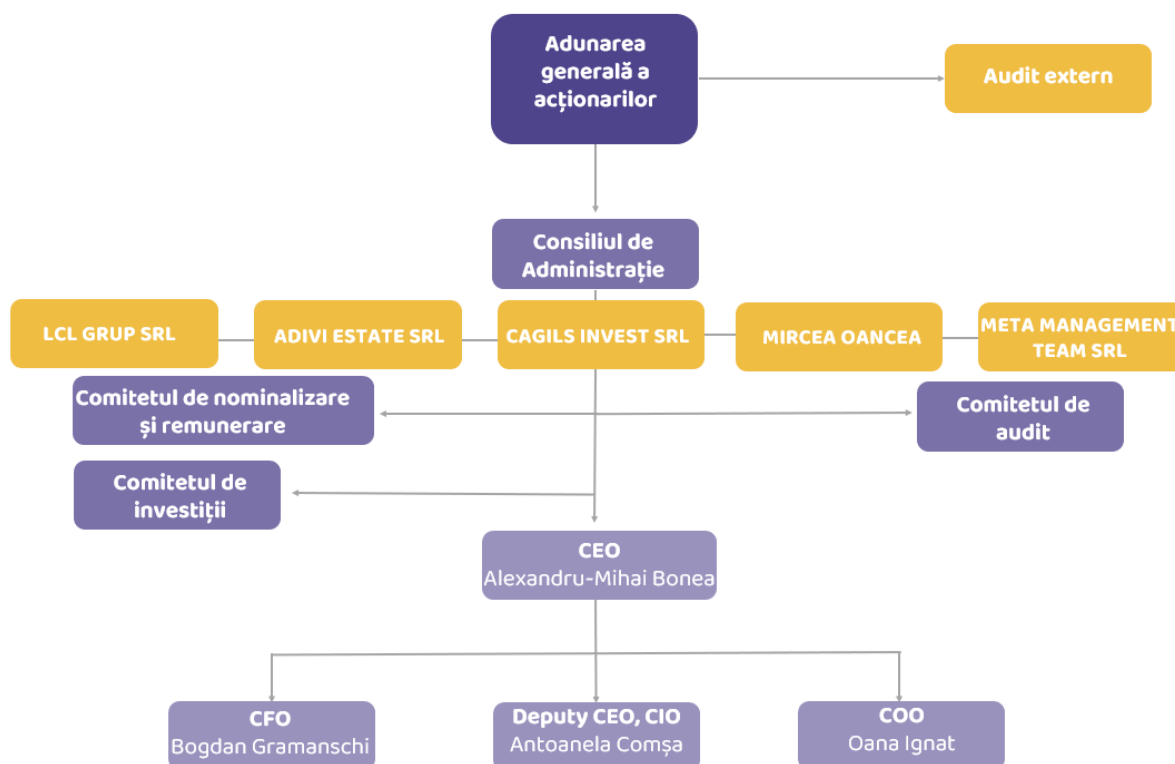 Adunarea
generală a
acționarilor
Audit extern
Consiliul de
Administrație
LCL GRUP SRL
ADIVI ESTATE SRL
CAGILS INVEST SRL
MIRCEA OANCEA
META MANAGEMENT
TEAM SRL
Comitetul de nominalizare
și remunerare
Comitetul de
audit
Comitetul de
investiții
CEO
Alexandru-Mihai Bonea
CFO
Bogdan Gramanschi
Deputy CEO, CIO
Antoanela Comșa
COO
Oana Ignat